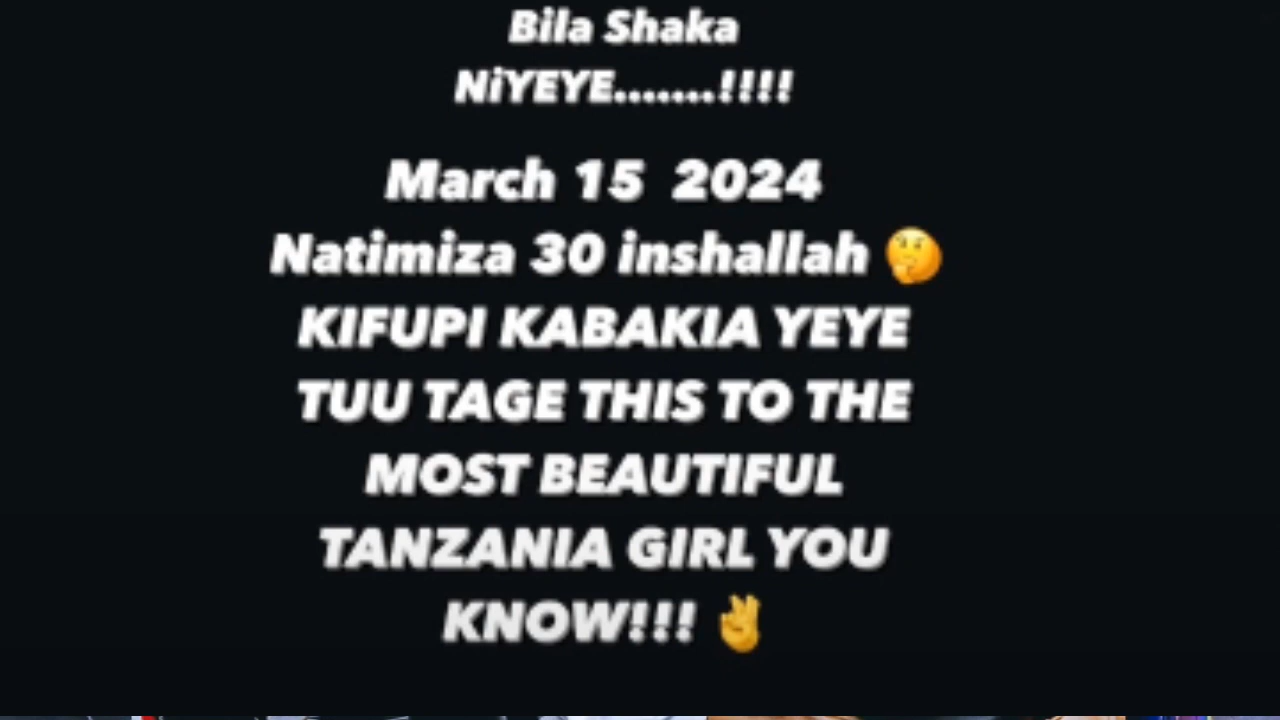 Bila Shaka
NiYEYE.......!!!!
March 15 2024
Natimiza 30 inshallah 🤔
KIFUPI KABAKIA YEYE
TUU TAGE THIS TO THE
MOST BEAUTIFUL
TANZANIA GIRL YOU
KNOW!!! ✌️